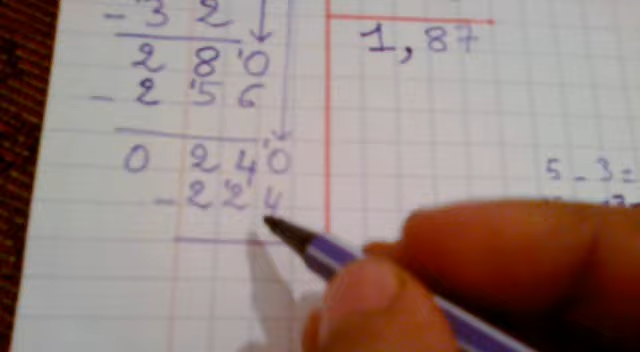 - 3 2
1,87
2 8 0
- 2 5 6
0 2 4 0
- 2 2 4
5 - 3 =